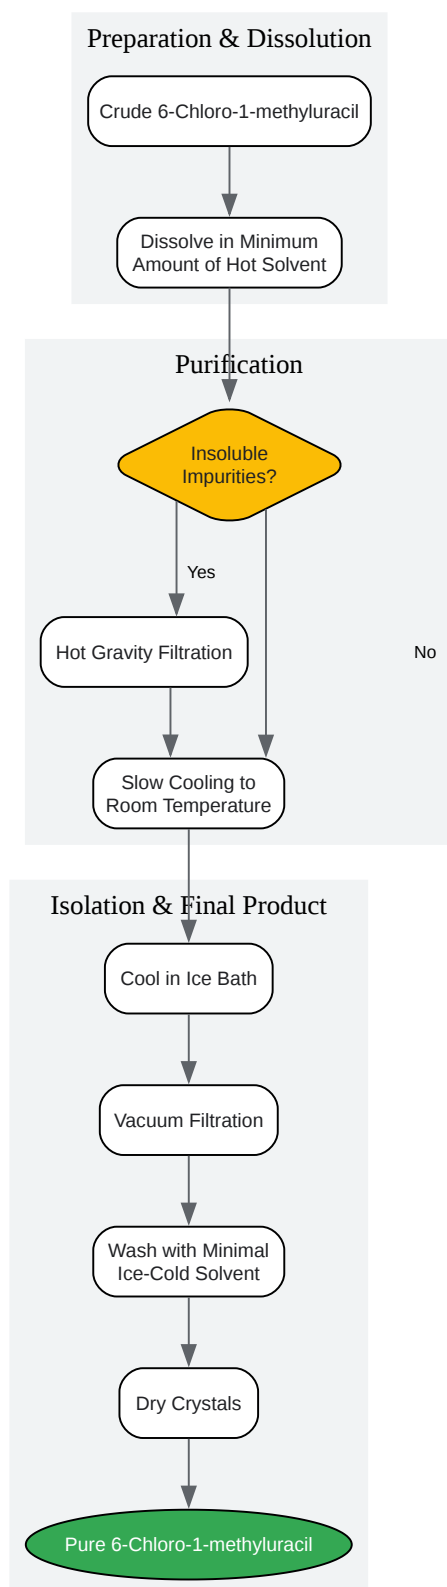 Preparation & Dissolution
Crude 6-Chloro-1-methyluracil
Dissolve in Minimum
Amount of Hot Solvent
Purification
Insoluble
Impurities?
Yes
Hot Gravity Filtration
No
Slow Cooling to
Room Temperature
Isolation & Final Product
Cool in Ice Bath
Vacuum Filtration
Wash with Minimal
Ice-Cold Solvent
Dry Crystals
Pure 6-Chloro-1-methyluracil